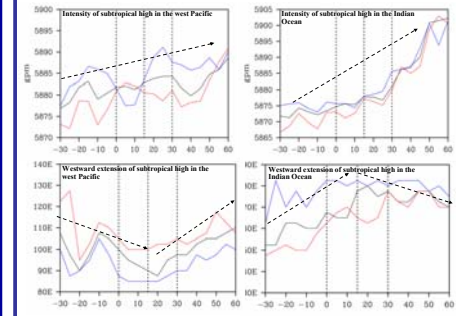 Intensity of subtropical high in the west Pacific
5900
5895
5890
5885
5880
5875
5870
gpm
-30 -20 -10 0 10 20 30 40 50 60
Intensity of subtropical high in the Indian
Ocean
5905
5900
5895
5890
5885
5880
5875
5870
5865
gpm
-30 -20 -10 0 10 20 30 40 50 60
Westward extension of subtropical high in the
west Pacific
140E
130E
120E
110E
100E
90E
80E
-30 -20 -10 0 10 20 30 40 50 60
Westward extension of subtropical high in the
Indian Ocean
-30 -20 -10 0 10 20 30 40 50 60